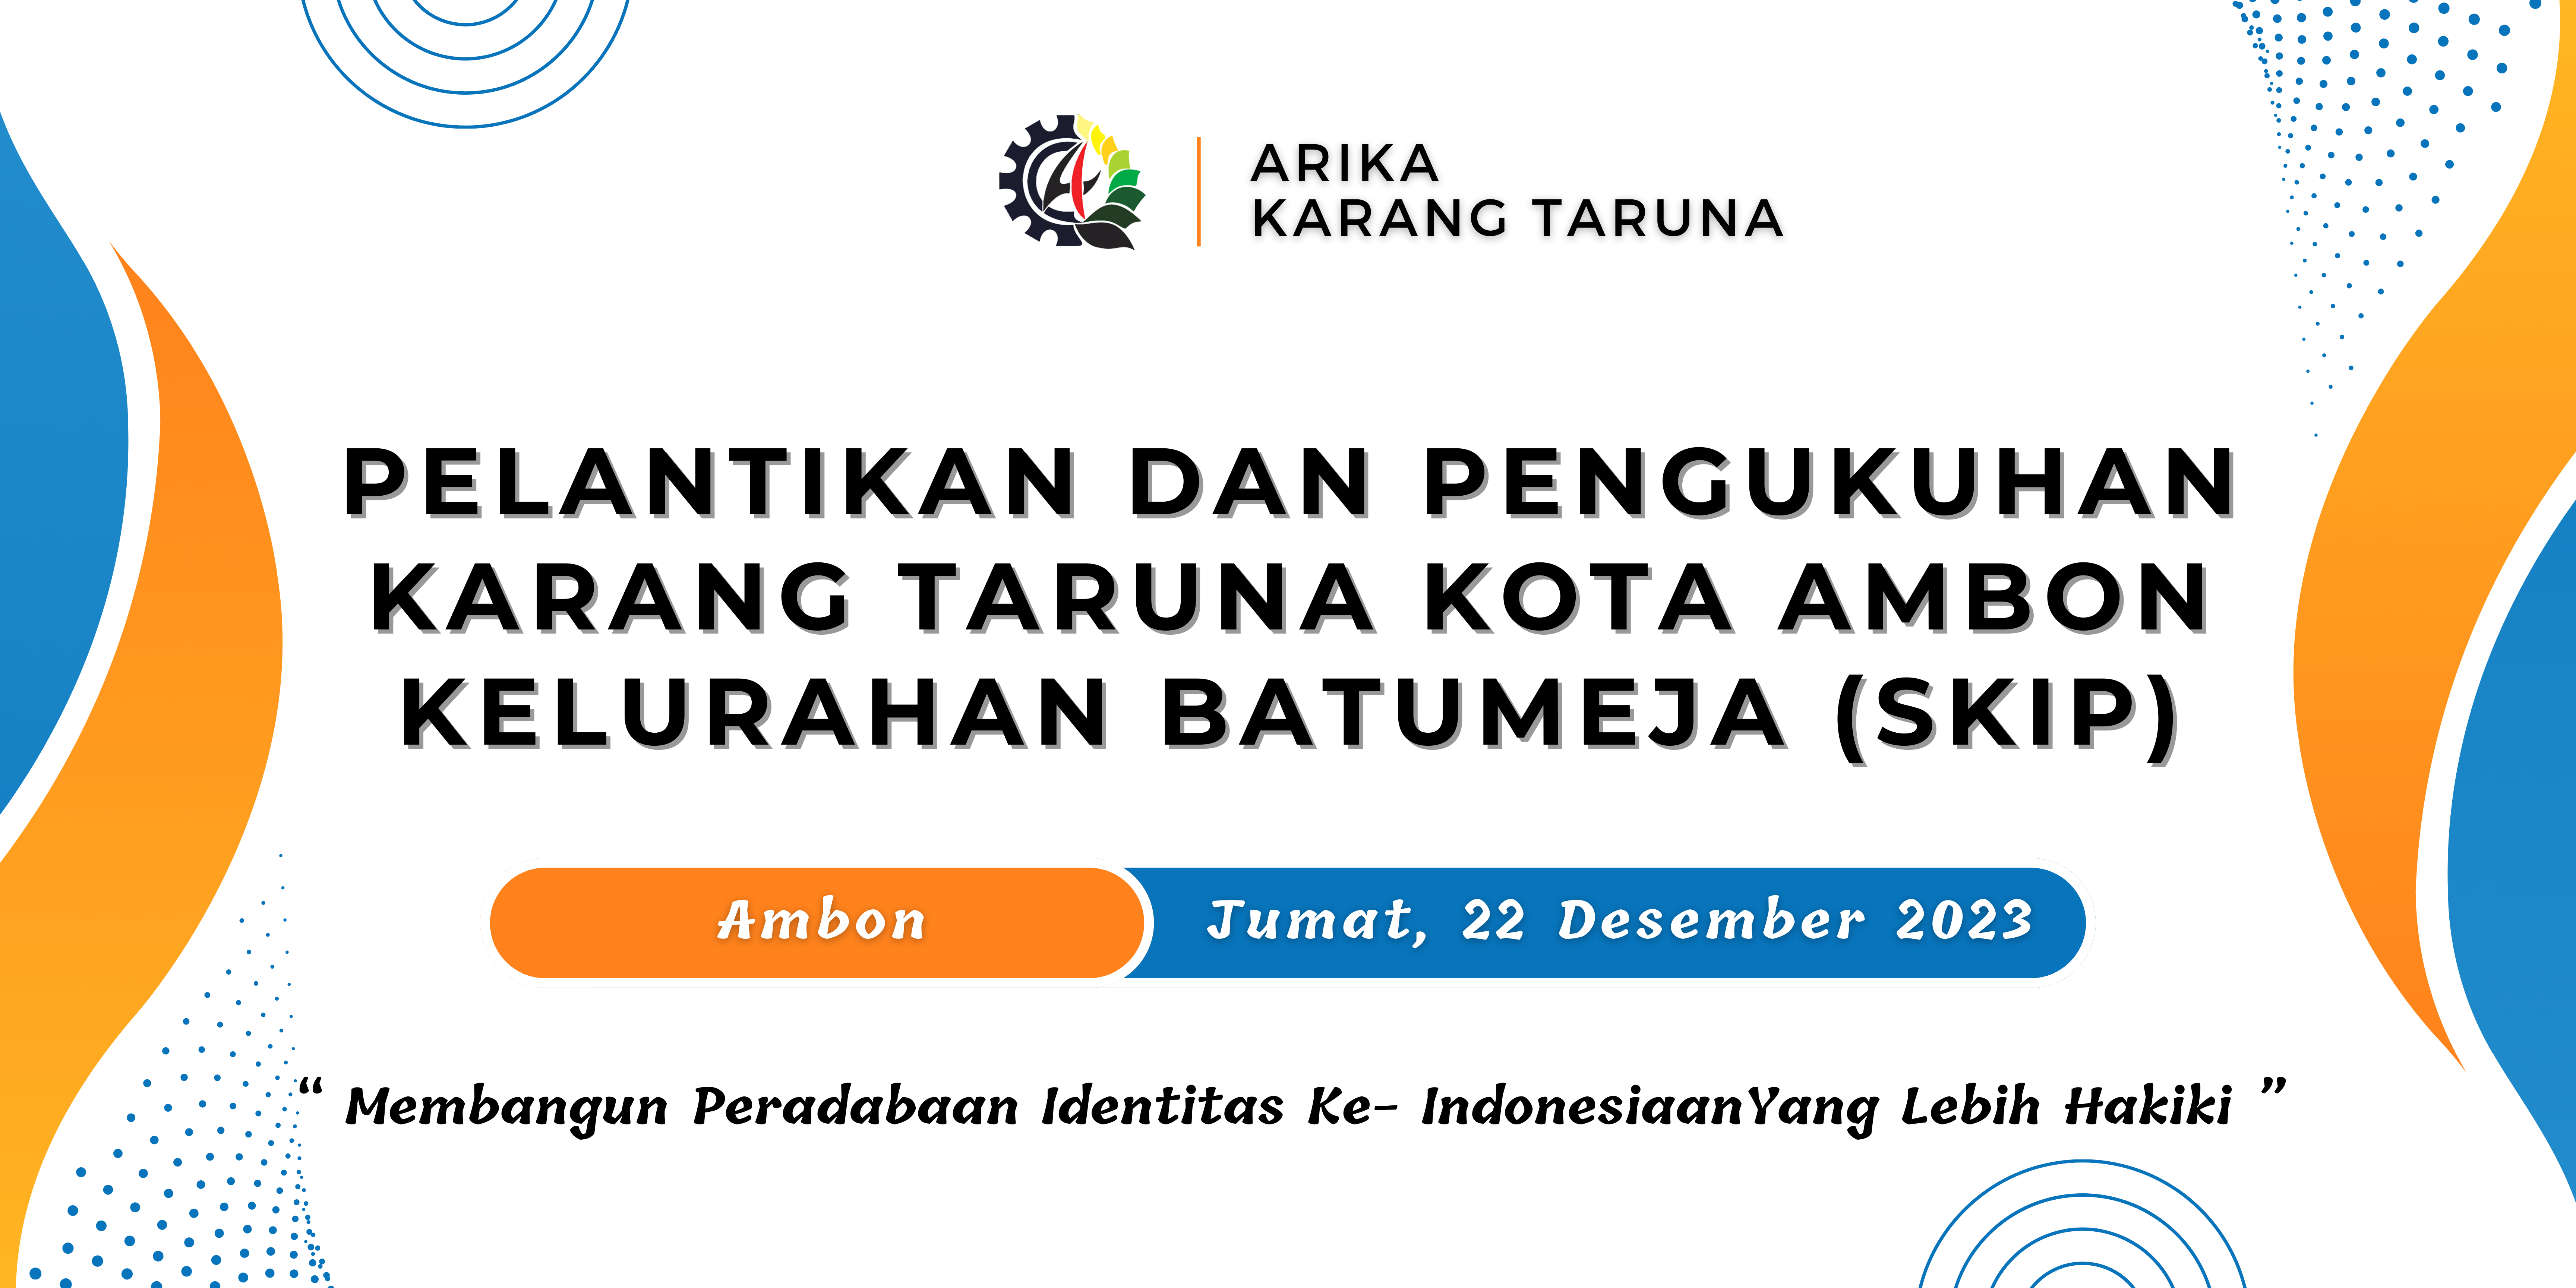 ARIKA
KARANG TARUNA
PELANTIKAN DAN PENGUKUHAN
KARANG TARUNA KOTA AMBON
KELURAHAN BATUMEJA (SKIP)
Ambon
Jumat, 22 Desember 2023
“ Membangun Peradabaan Identitas Ke- IndonesiaanYang Lebih Hakiki ”